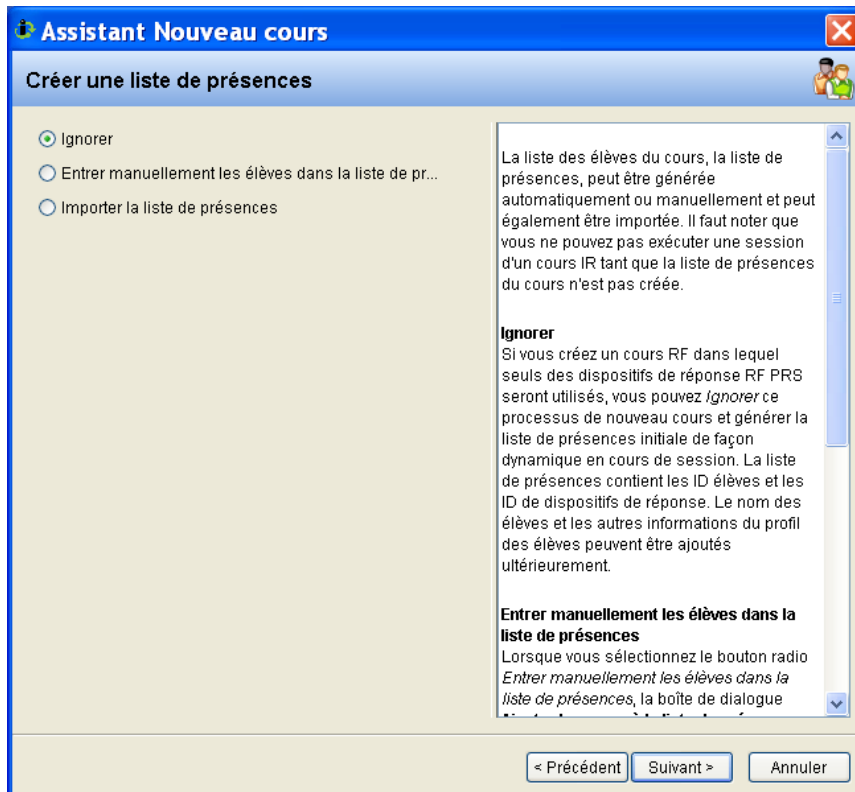 Assistant Nouveau cours
Créer une liste de présences
Ignorer
Entrer manuellement les élèves dans la liste de pr...
Importer la liste de présences
La liste des élèves du cours, la liste de
présences, peut être générée
automatiquement ou manuellement et peut
également être importée. Il faut noter que
vous ne pouvez pas exécuter une session
d'un cours IR tant que la liste de présences
du cours n'est pas créée.
Ignorer
Si vous créez un cours RF dans lequel
seuls des dispositifs de réponse RF PRS
seront utilisés, vous pouvez Ignorer ce
processus de nouveau cours et générer la
liste de présences initiale de façon
dynamique en cours de session. La liste
de présences contient les ID élèves et les
ID de dispositifs de réponse. Le nom des
élèves et les autres informations du profil
des élèves peuvent être ajoutés
ultérieurement.
Entrer manuellement les élèves dans la
liste de présences
Lorsque vous sélectionnez le bouton radio
Entrer manuellement les élèves dans la
liste de présences, la boîte de dialogue
< Précédent
Suivant >
Annuler